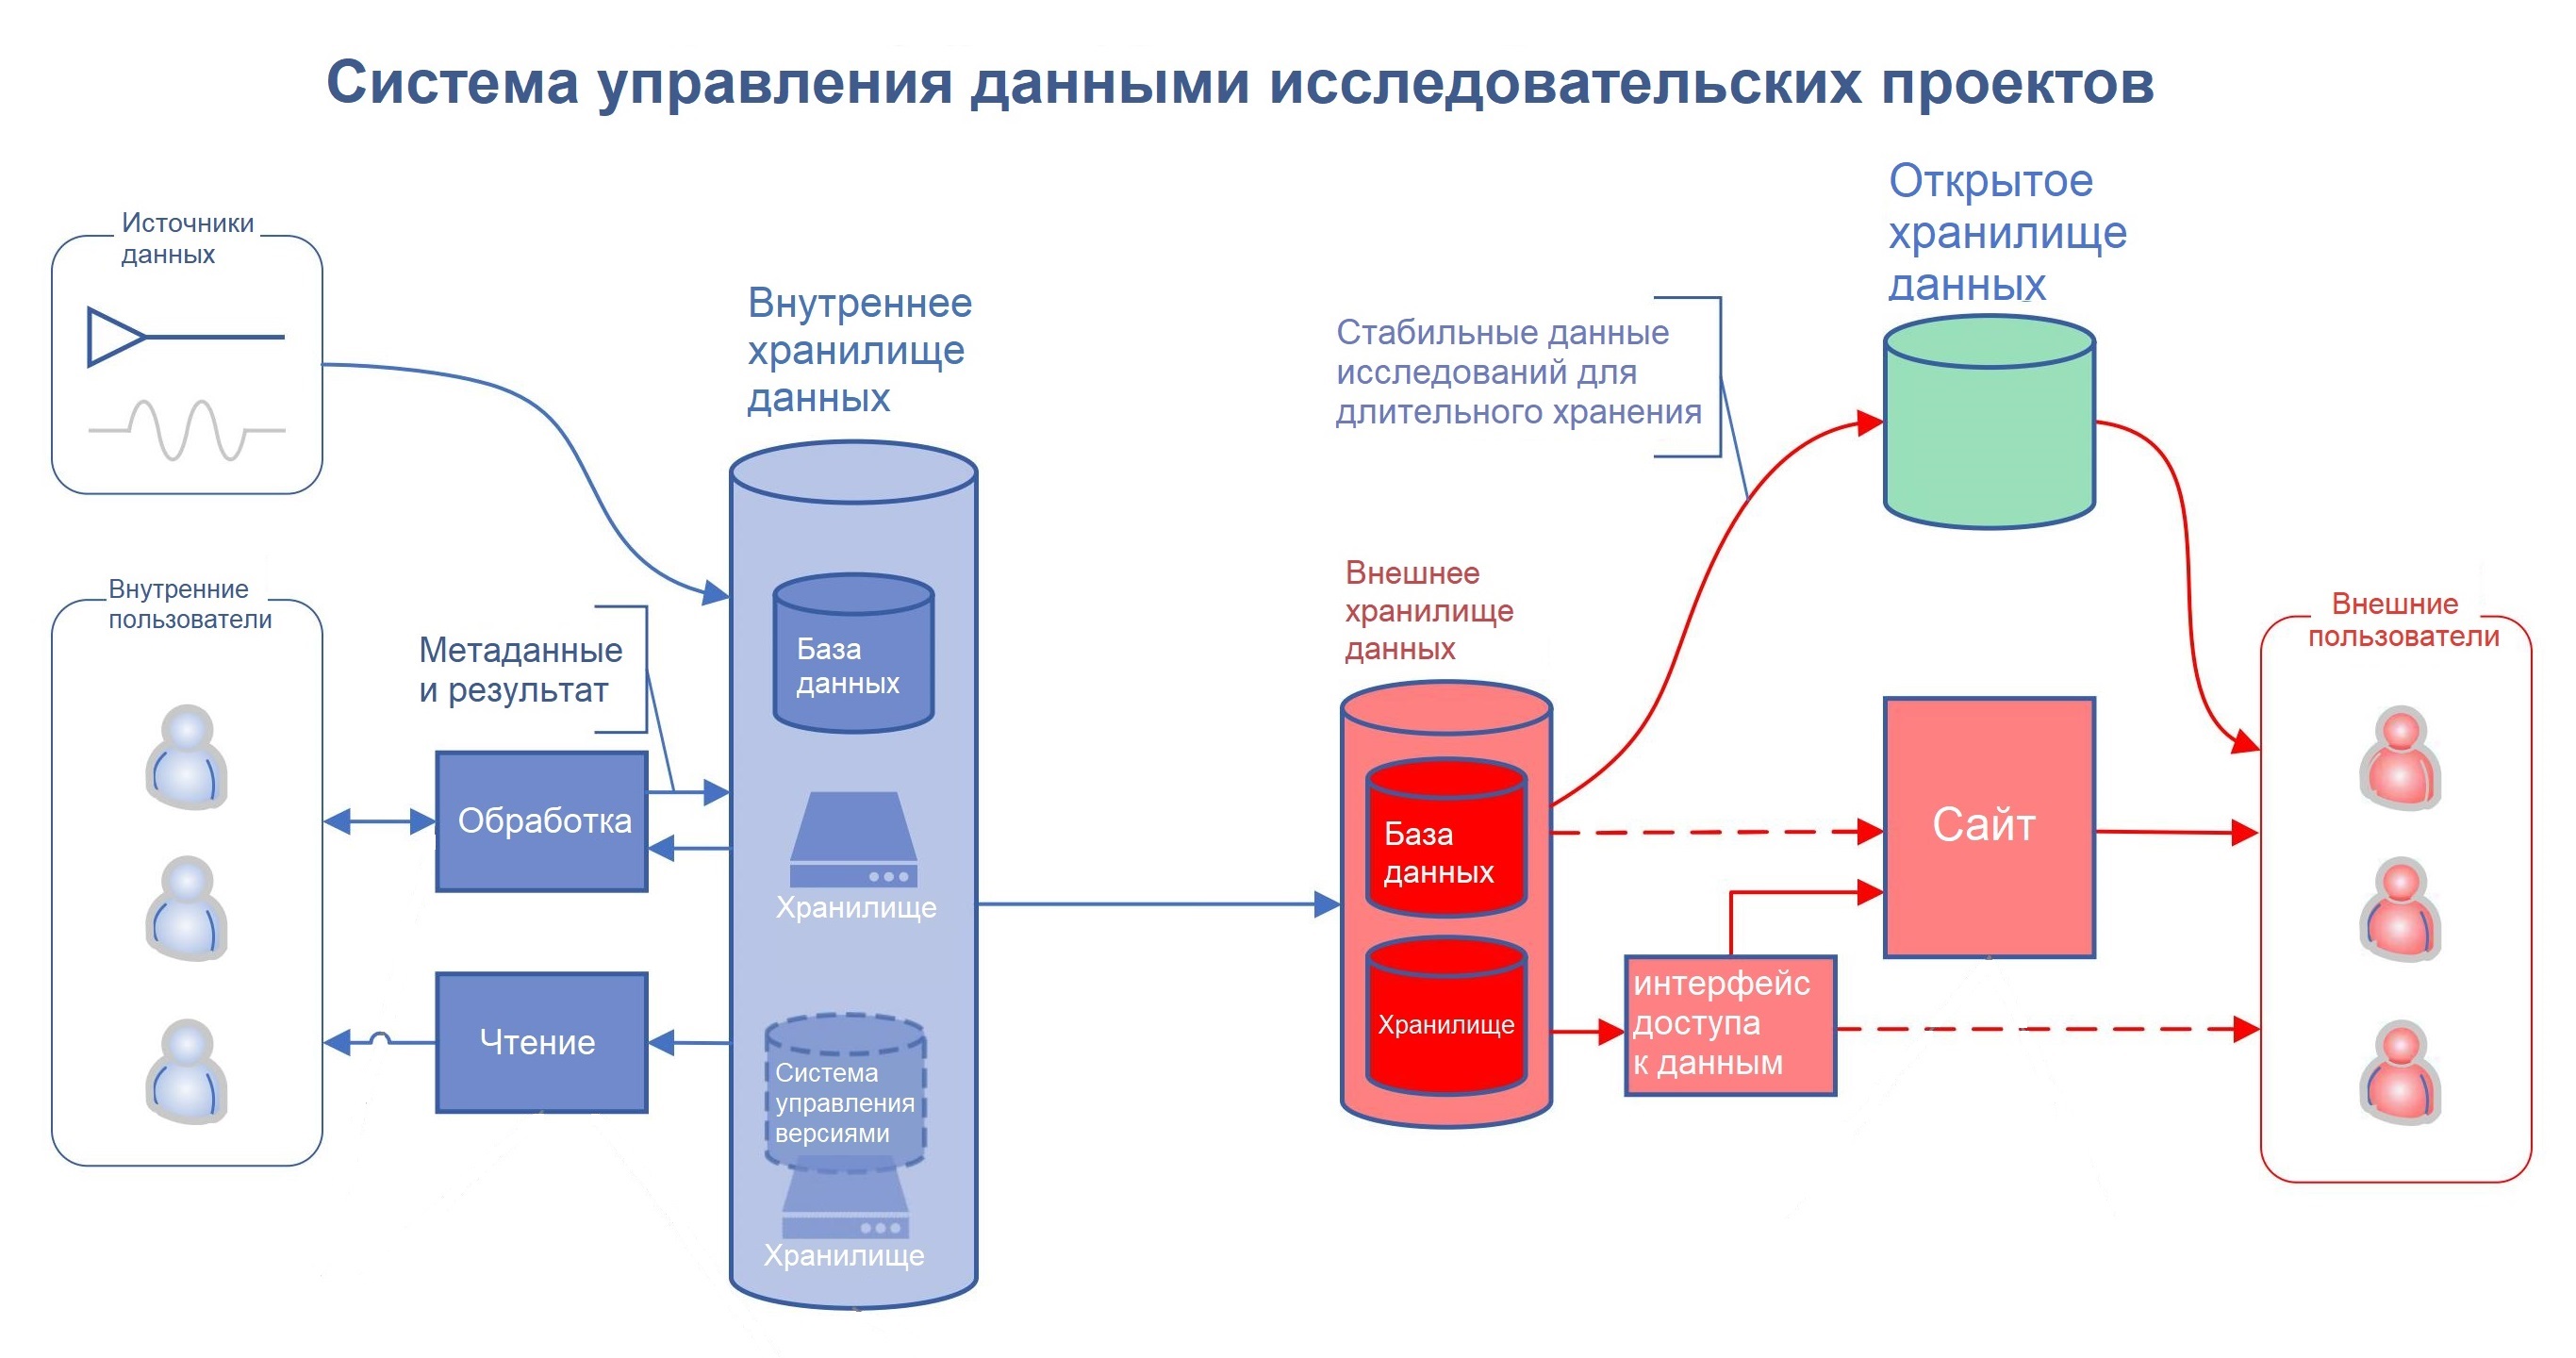 Система управления данными исследовательских проектов
Источники
данных
Внутреннее
хранилище
данных
Внутренние
пользователи
Метаданные
и результат
Обработка
Чтение
База
данных
Хранилище
Система
управления
версиями
Хранилище
Стабильные данные
исследований для
длительного хранения
Открытое
хранилище
данных
Внешнее
хранилище
данных
База
данных
Хранилище
интерфейс
доступа
к данным
Сайт
Внешние
пользователи